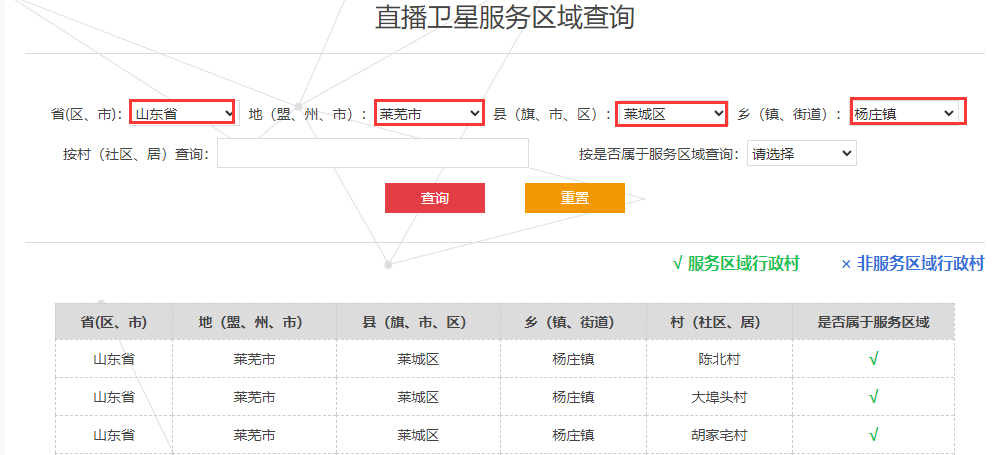 直播卫星服务区域查询
省(区、市): 山东省 地（盟、州、市）: 莱芜市 县（旗、市、区）: 莱城区 乡（镇、街道）: 杨庄镇
按村（社区、居）查询: 按是否属于服务区域查询: 请选择
查询 重置
√ 服务区域行政村 × 非服务区域行政村
省(区、市) 地（盟、州、市） 县（旗、市、区） 乡（镇、街道） 村（社区、居） 是否属于服务区域
山东省 莱芜市 莱城区 杨庄镇 陈北村 √
山东省 莱芜市 莱城区 杨庄镇 大埠头村 √
山东省 莱芜市 莱城区 杨庄镇 胡家宅村 √